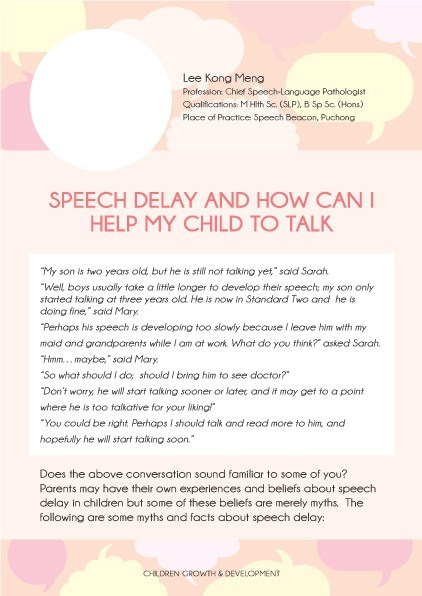 Lee Kong Meng
Profession: Chief Speech-Language Pathologist
Qualifications: M Hlth Sc. (SLP), B Sp Sc. (Hons)
Place of Practice: Speech Beacon, Puchong
SPEECH DELAY AND HOW CAN I
HELP MY CHILD TO TALK
“My son is two years old, but he is still not talking yet,” said Sarah.
“Well, boys usually take a little longer to develop their speech; my son only
started talking at three years old. He is now in Standard Two and he is
doing fine,” said Mary.
“Perhaps his speech is developing too slowly because I leave him with my
maid and grandparents while I am at work. What do you think?” asked Sarah.
“Hmm…maybe,” said Mary.
“So what should I do; should I bring him to see doctor?”
“Don’t worry, he will start talking sooner or later, and it may get to a point
where he is too talkative for your liking!”
“You could be right. Perhaps I should talk and read more to him, and
hopefully he will start talking soon.”
Does the above conversation sound familiar to some of you?
Parents may have their own experiences and beliefs about speech
delay in children but some of these beliefs are merely myths. The
following are some myths and facts about speech delay:
CHILDREN GROWTH & DEVELOPMENT